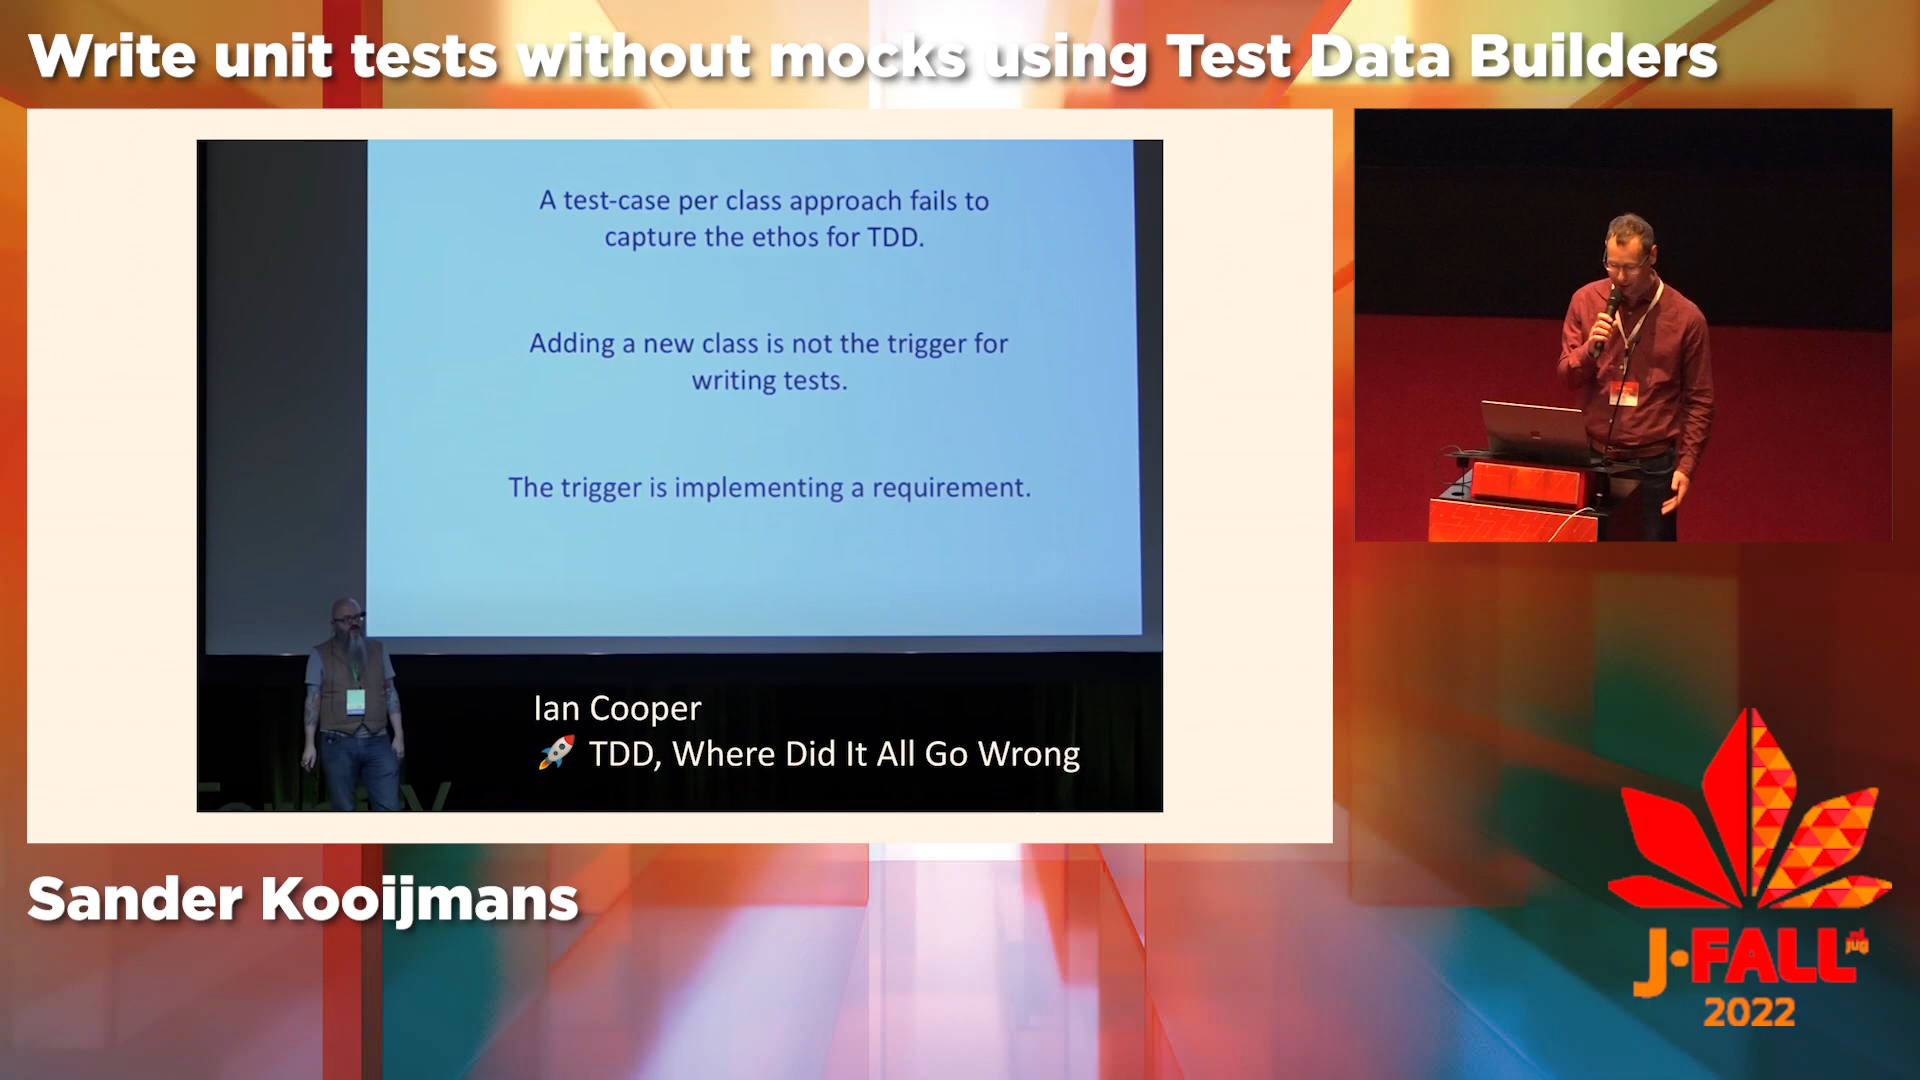 Write unit tests without mocks using Test Data Builders
A test-case per class approach fails to
capture the ethos for TDD.
Adding a new class is not the trigger for
writing tests.
The trigger is implementing a requirement.
Ian Cooper
🚀 TDD, Where Did It All Go Wrong
Sander Kooijmans
J•FALL
nl jug
2022